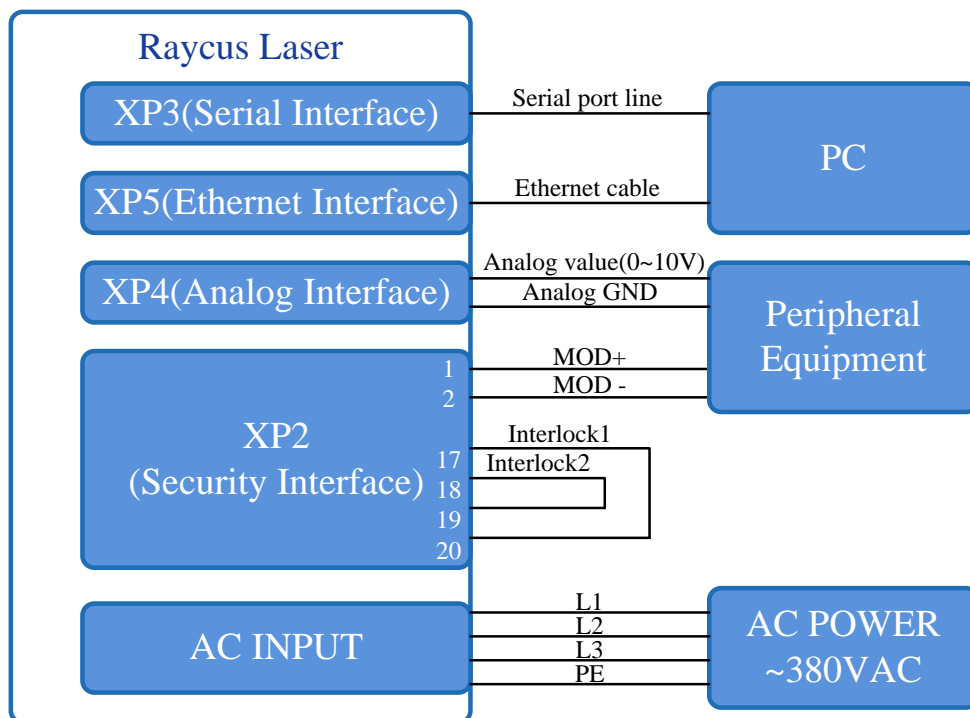 Raycus Laser
XP3(Serial Interface)
Serial port line
PC
XP5(Ethernet Interface)
Ethernet cable
XP4(Analog Interface)
Analog value(0~10V)
Analog GND
Peripheral
Equipment
XP2
(Security Interface)
1
MOD+
2
MOD -
17
Interlock1
18
Interlock2
19
20
AC INPUT
L1
L2
L3
PE
AC POWER
~380VAC